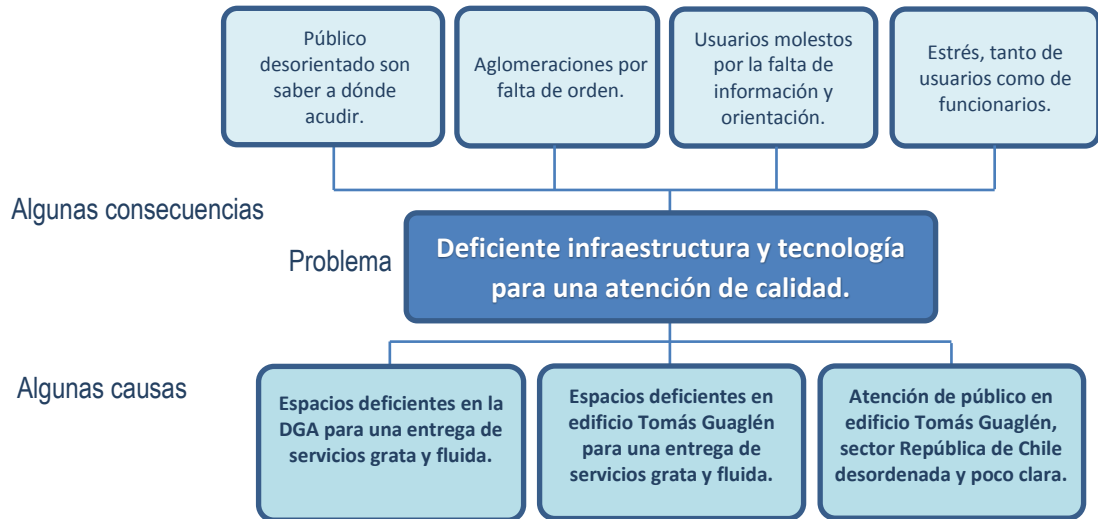 Público
desorientado son
saber a dónde
acudir.
Aglomeraciones por
falta de orden.
Usuarios molestos
por la falta de
información y
orientación.
Estrés, tanto de
usuarios como de
funcionarios.
Algunas consecuencias
Problema
Deficiente infraestructura y tecnología
para una atención de calidad.
Algunas causas
Espacios deficientes en la
DGA para una entrega de
servicios grata y fluida.
Espacios deficientes en
edificio Tomás Guaglén
para una entrega de
servicios grata y fluida.
Atención de público en
edificio Tomás Guaglén,
sector República de Chile
desordenada y poco clara.